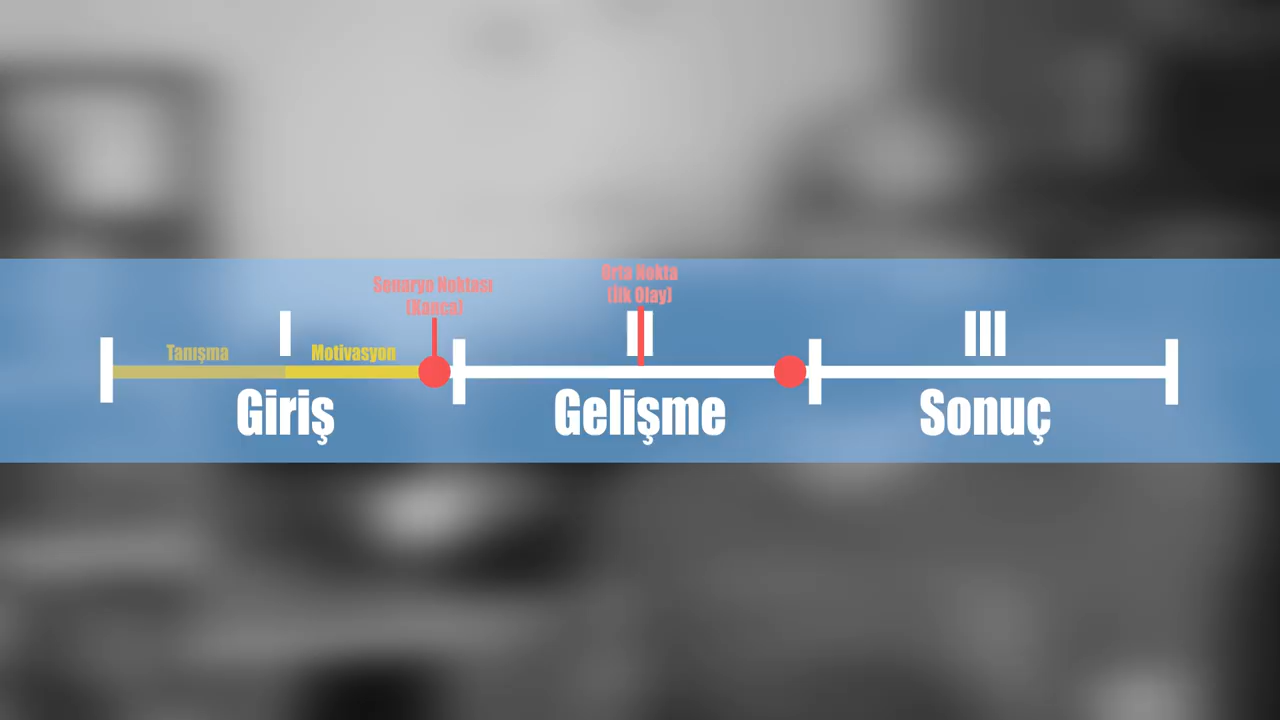 Senaryo Noktası
(Kanca)
Orta Nokta
(İlk Olay)
I
II
III
Tanışma
Motivasyon
Giriş
Gelişme
Sonuç